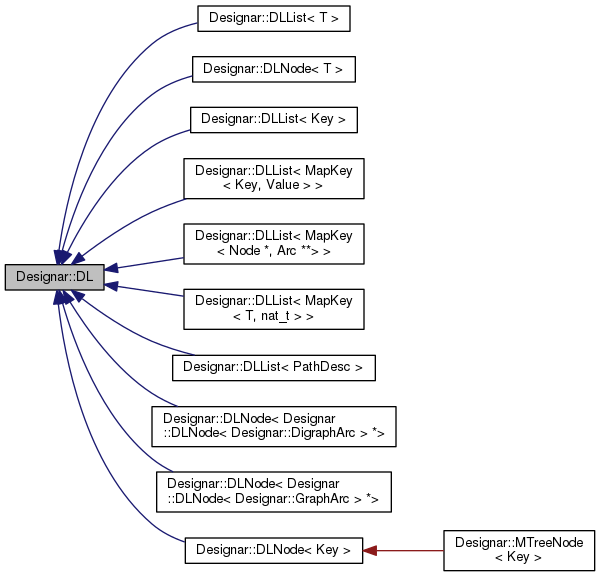 Designar::DLList< T >
Designar::DLNode< T >
Designar::DLList< Key >
Designar::DLList< MapKey
< Key, Value > >
Designar::DLList< MapKey
< Node *, Arc **> >
Designar::DL
Designar::DLList< MapKey
< T, nat_t > >
Designar::DLList< PathDesc >
Designar::DLNode< Designar
::DLNode< Designar::DigraphArc > *>
Designar::DLNode< Designar
::DLNode< Designar::GraphArc > *>
Designar::DLNode< Key >
Designar::MTreeNode
< Key >